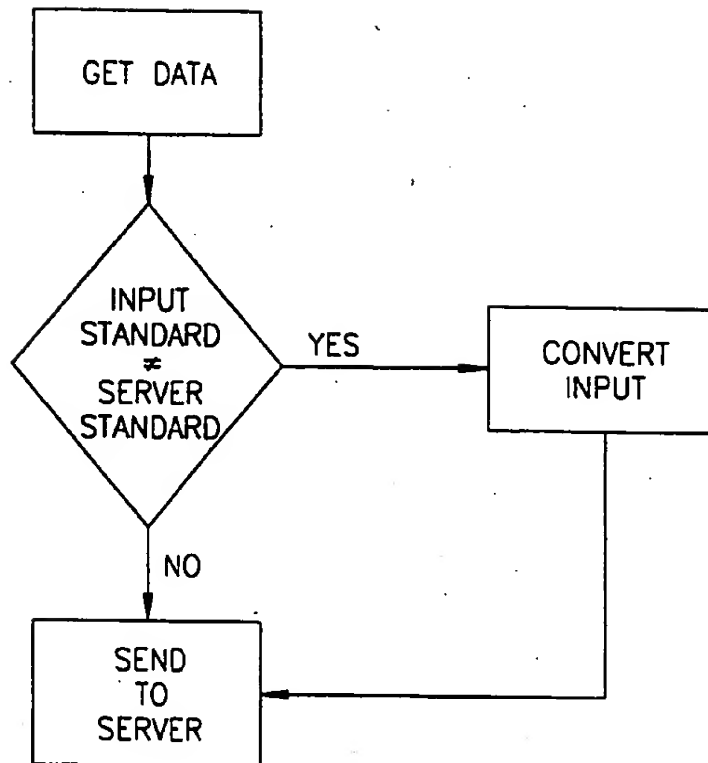 GET DATA
INPUT
STANDARD
≠
SERVER
STANDARD
YES
CONVERT
INPUT
NO
SEND
TO
SERVER